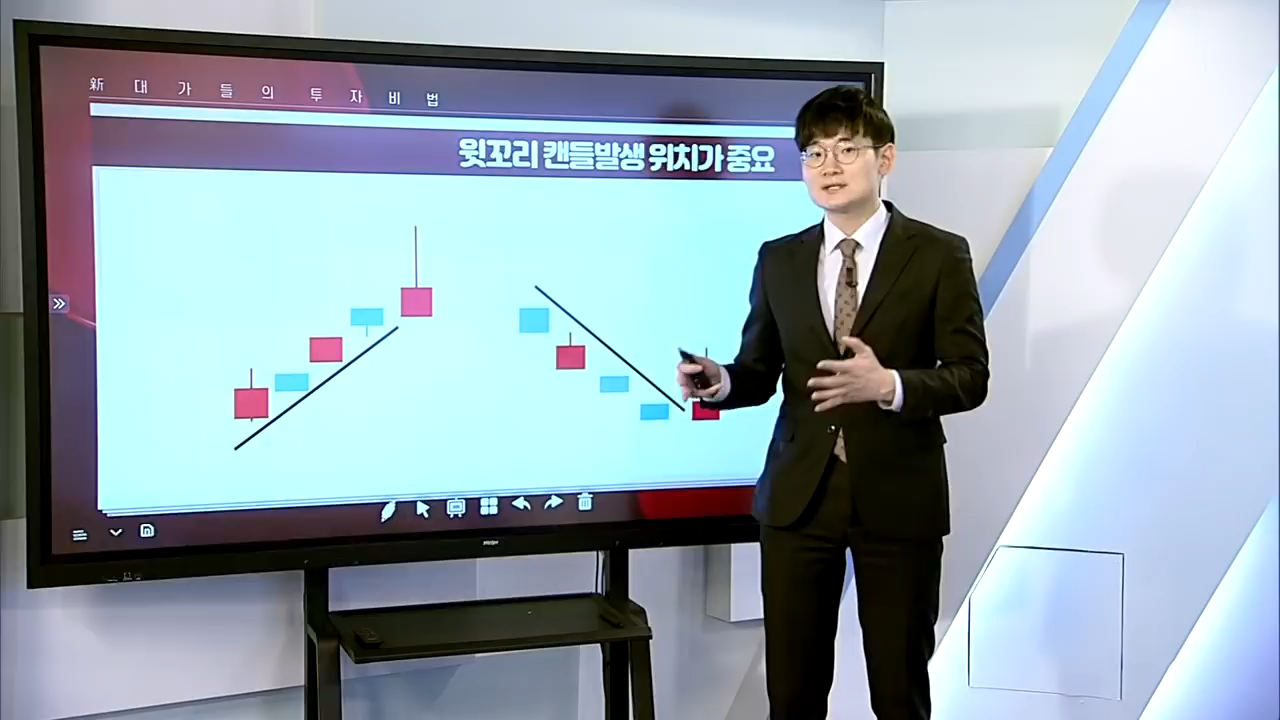 新 대 가 들 의 투 자 비 법
윗꼬리 캔들발생 위치가 중요